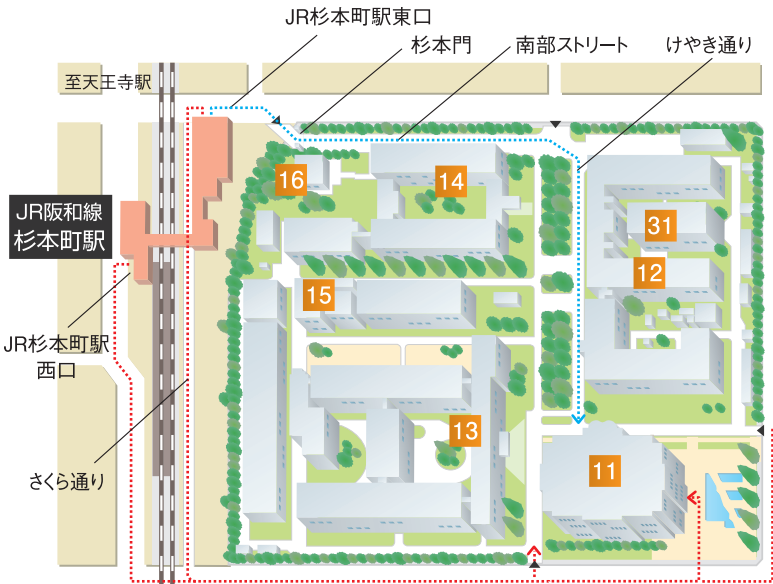 JR杉本町駅東口
杉本門
南部ストリート
けやき通り
至天王寺駅
16
14
31
12
JR阪和線
杉本町駅
15
JR杉本町駅
西口
13
11
さくら通り